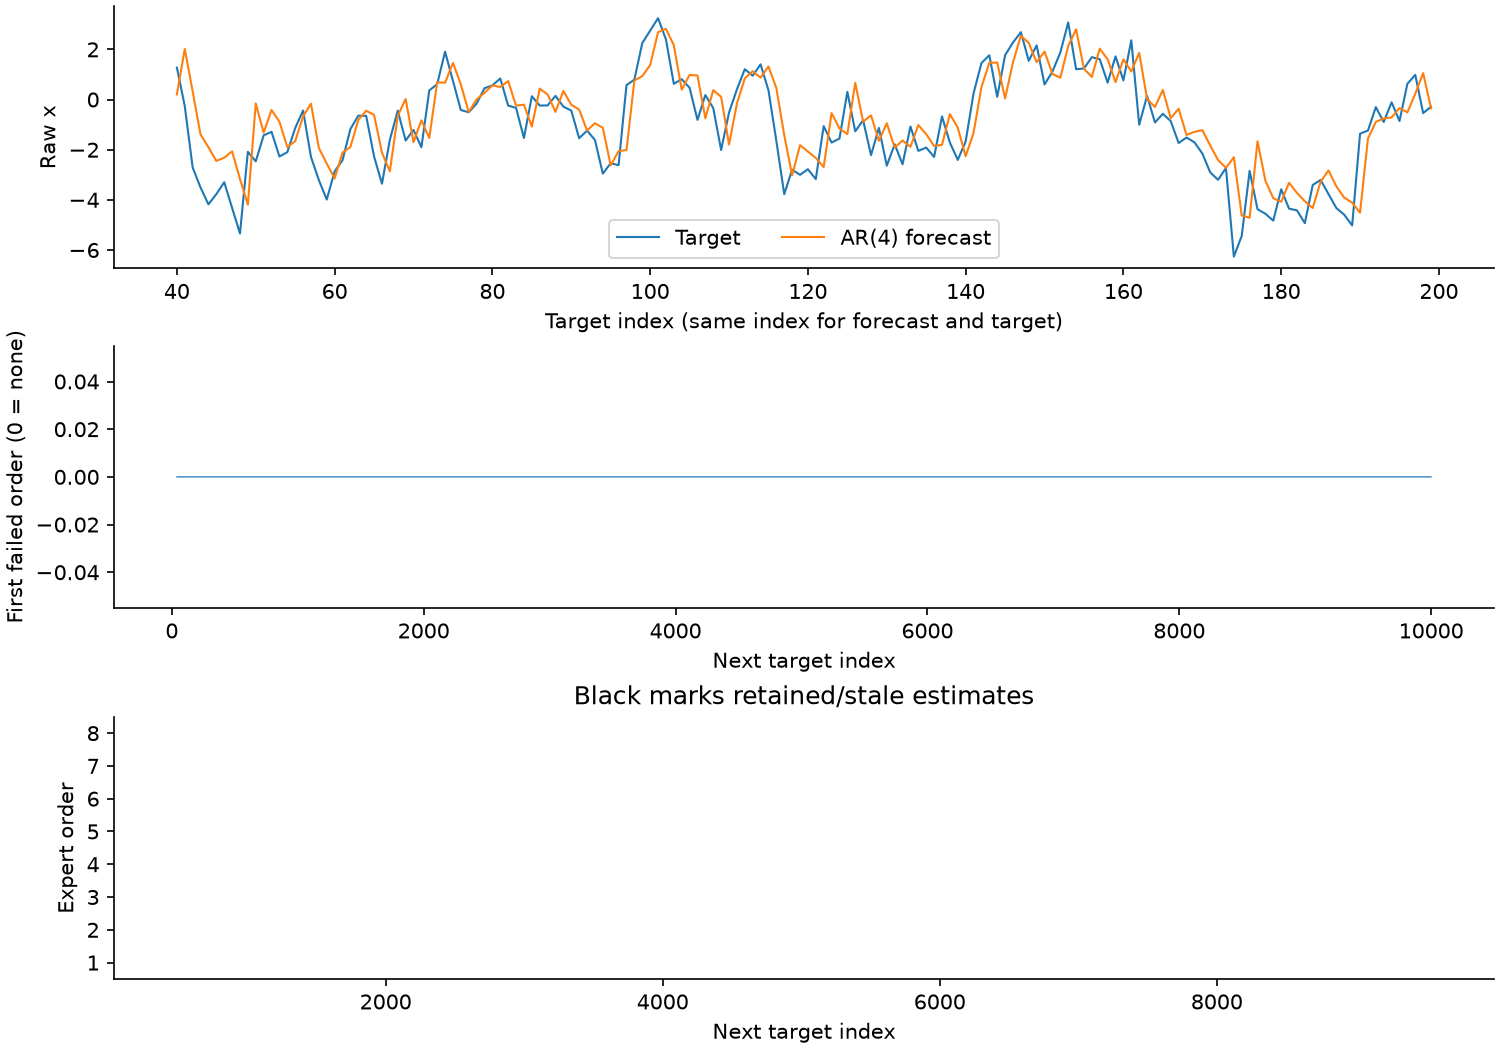 2
0
−2
−4
−6
Raw x
Target
AR(4) forecast
40 60 80 100 120 140 160 180 200
Target index (same index for forecast and target)
0.04
0.02
0.00
−0.02
−0.04
First failed order (0 = none)
0 2000 4000 6000 8000 10000
Next target index
Black marks retained/stale estimates
8
7
6
5
4
3
2
1
Expert order
2000 4000 6000 8000
Next target index